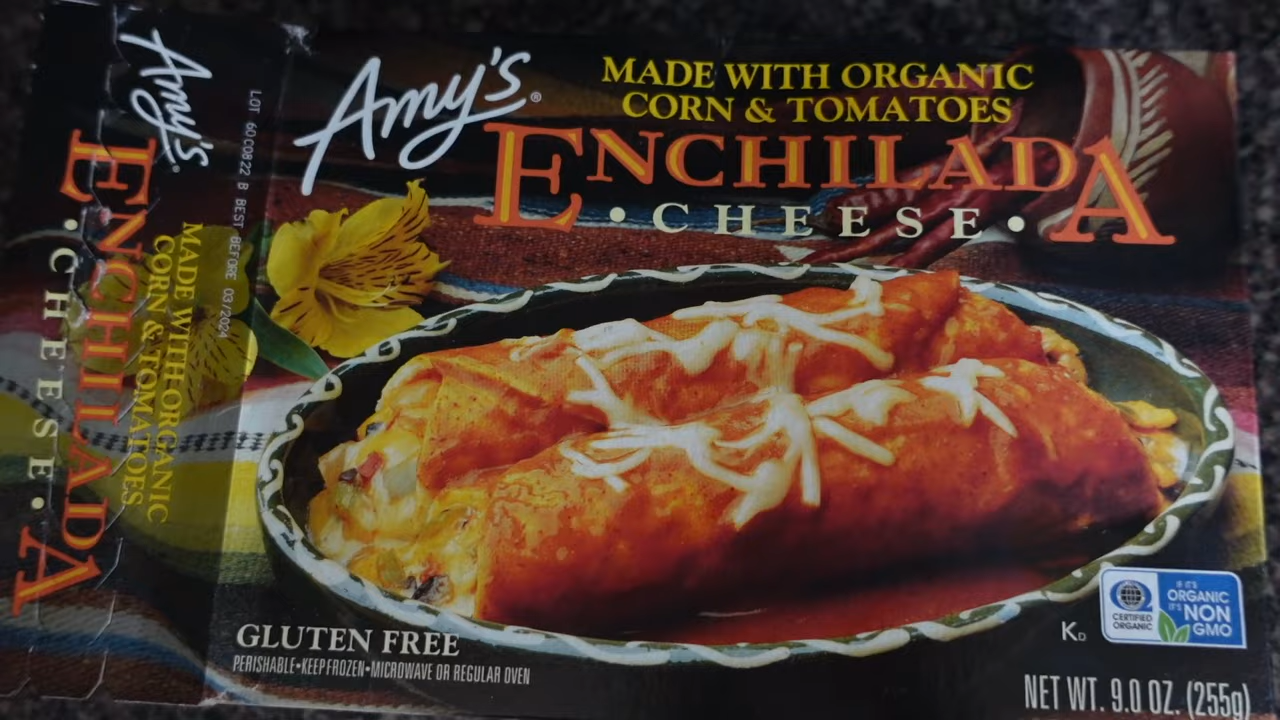 Amy's®
MADE WITH ORGANIC
CORN & TOMATOES
ENCHILADA
• CHEESE •
GLUTEN FREE
PERISHABLE•KEEP FROZEN•MICROWAVE OR REGULAR OVEN
KD
CERTIFIED
ORGANIC
IF IT'S
ORGANIC
IT'S NON
GMO
NET WT. 9.0 OZ. (255g)
LOT 60C0822 B BEST BEFORE 03/2024
Amy's®
MADE WITH ORGANIC
CORN & TOMATOES
ENCHILADA
• CHEESE •